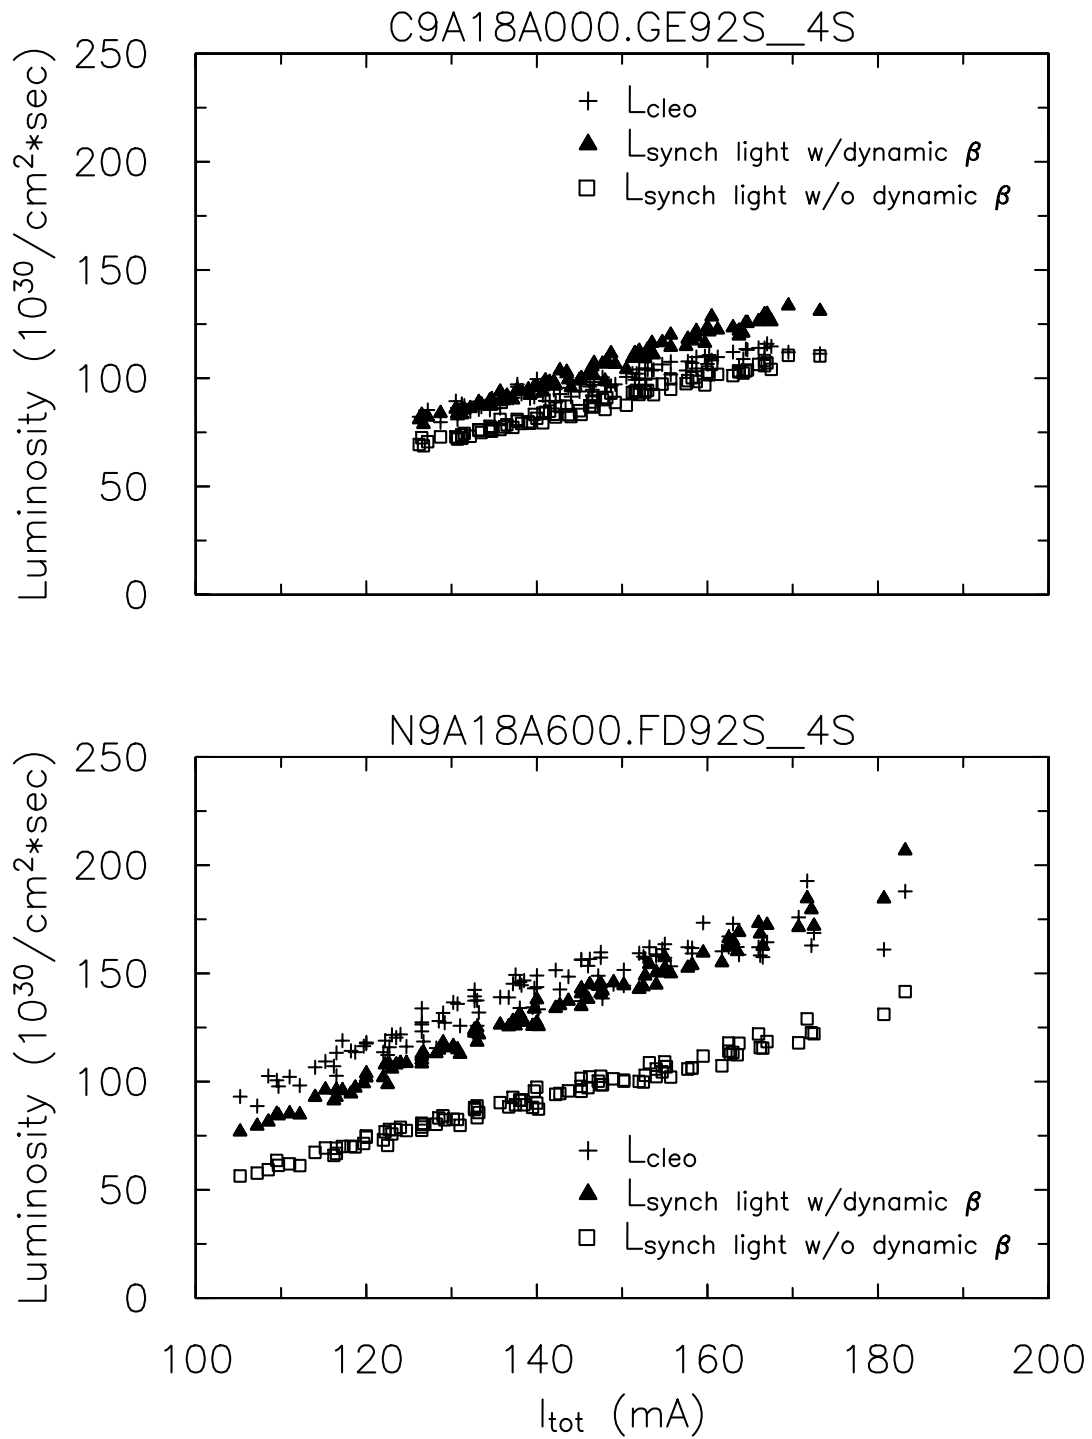 C9A18A000.GE92S_4S
250
200
150
100
50
0
Luminosity (10³⁰/cm²*sec)
L_cleo
L_synch light w/dynamic β
L_synch light w/o dynamic β
N9A18A600.FD92S_4S
250
200
150
100
50
0
Luminosity (10³⁰/cm²*sec)
L_cleo
L_synch light w/dynamic β
L_synch light w/o dynamic β
100 120 140 160 180 200
I_tot (mA)